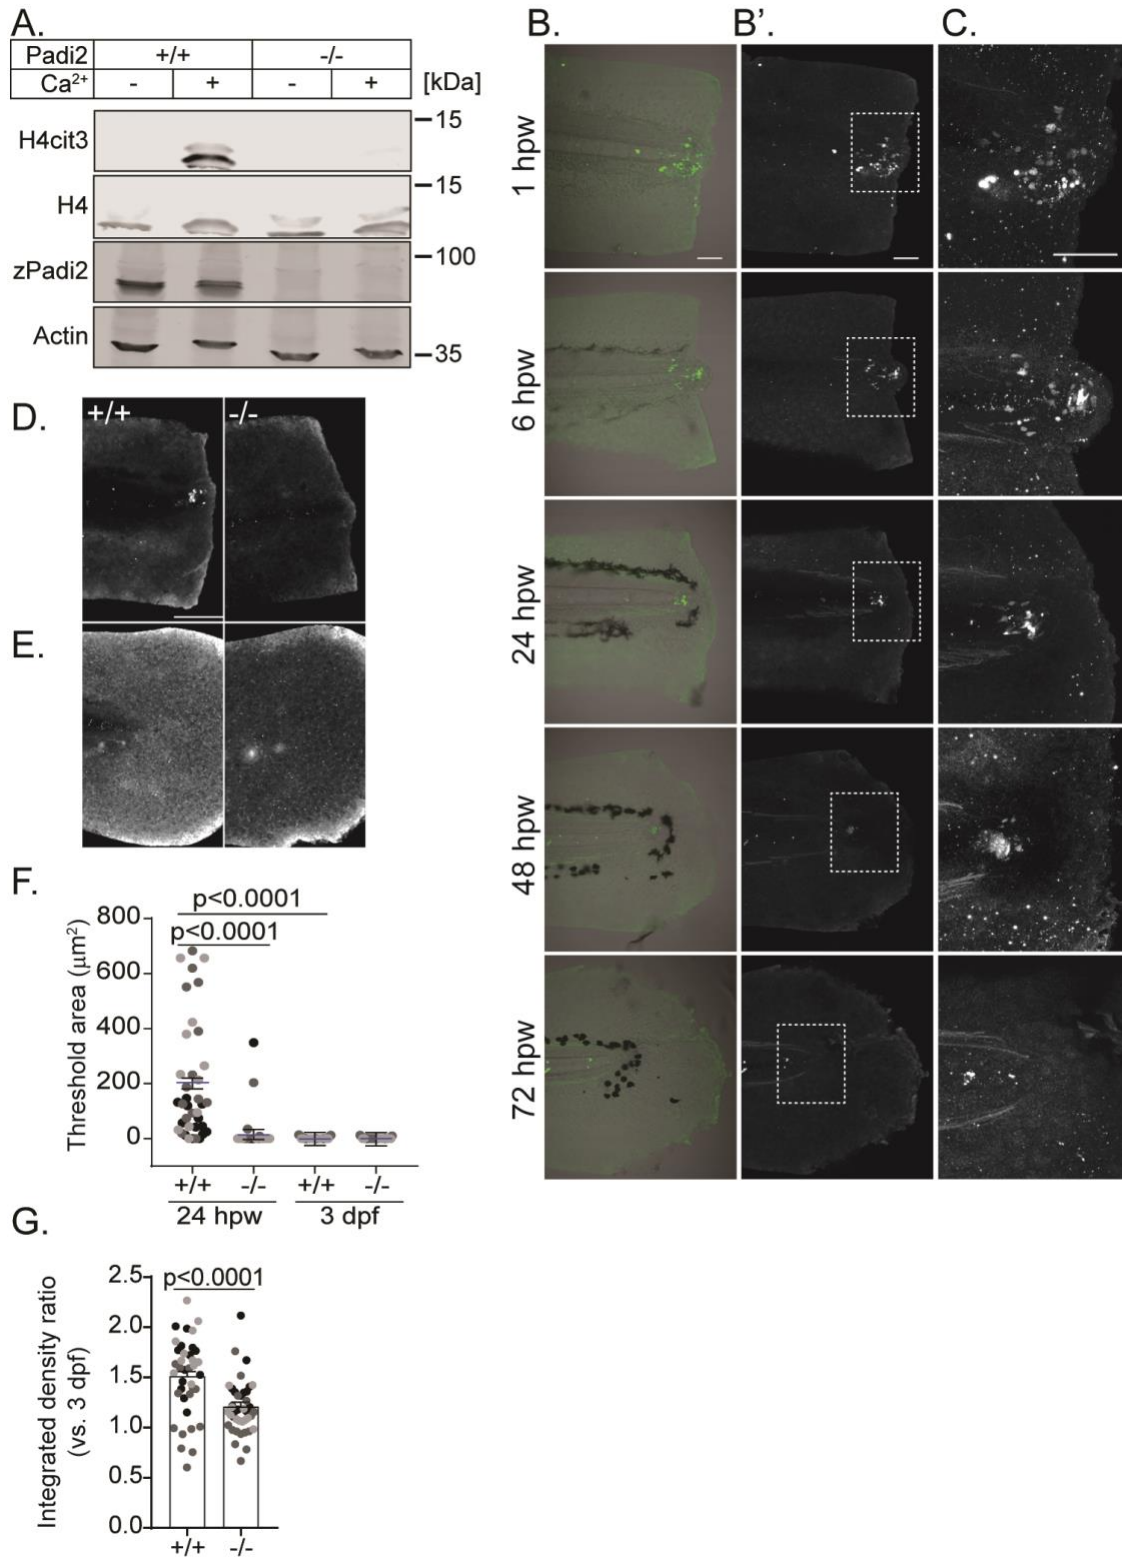 A.
Padi2 +/+ -/-
Ca²⁺ - + - + [kDa]
15
H4cit3
15
H4
100
zPadi2
Actin
35
B. B’. C.
1 hpw
6 hpw
24 hpw
48 hpw
72 hpw
D. +/+ -/-
E.
F.
p<0.0001
p<0.0001
Threshold area (μm²)
800
600
400
200
0
+/+ -/- +/+ -/-
24 hpw 3 dpf
G.
p<0.0001
Integrated density ratio
(vs. 3 dpf)
2.5
2.0
1.5
1.0
0.5
0.0
+/+ -/-